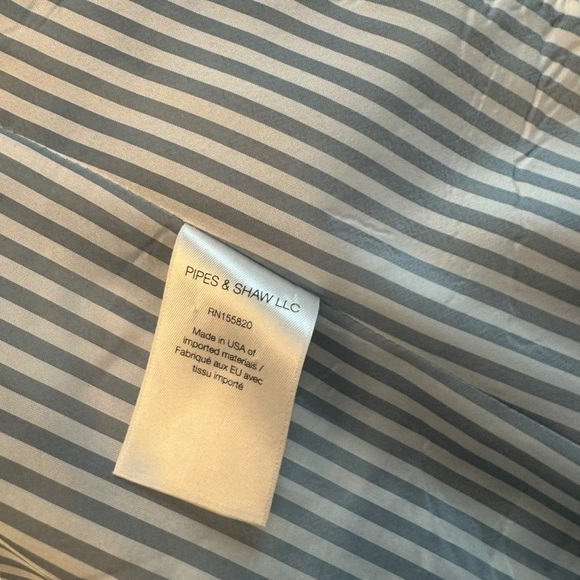 PIPES & SHAW LLC
RN155820
Made in USA of
imported materials /
Fabriqué aux EU avec
tissu importé